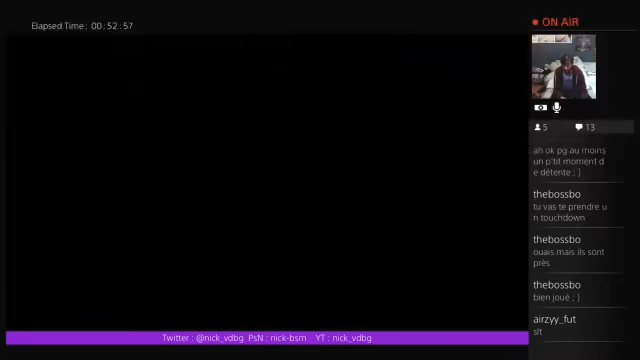 Elapsed Time : 00 : 52 : 57
ON AIR
5 13
ah ok pg au moins
un p'tit moment d
e détente ; )
thebossbo
tu vas te prendre u
n touchdown
thebossbo
ouais mais ils sont
près
thebossbo
bien joué ; )
airzyy_fut
slt
Twitter : @nick_vdbg PsN : nick-bsm YT : nick_vdbg